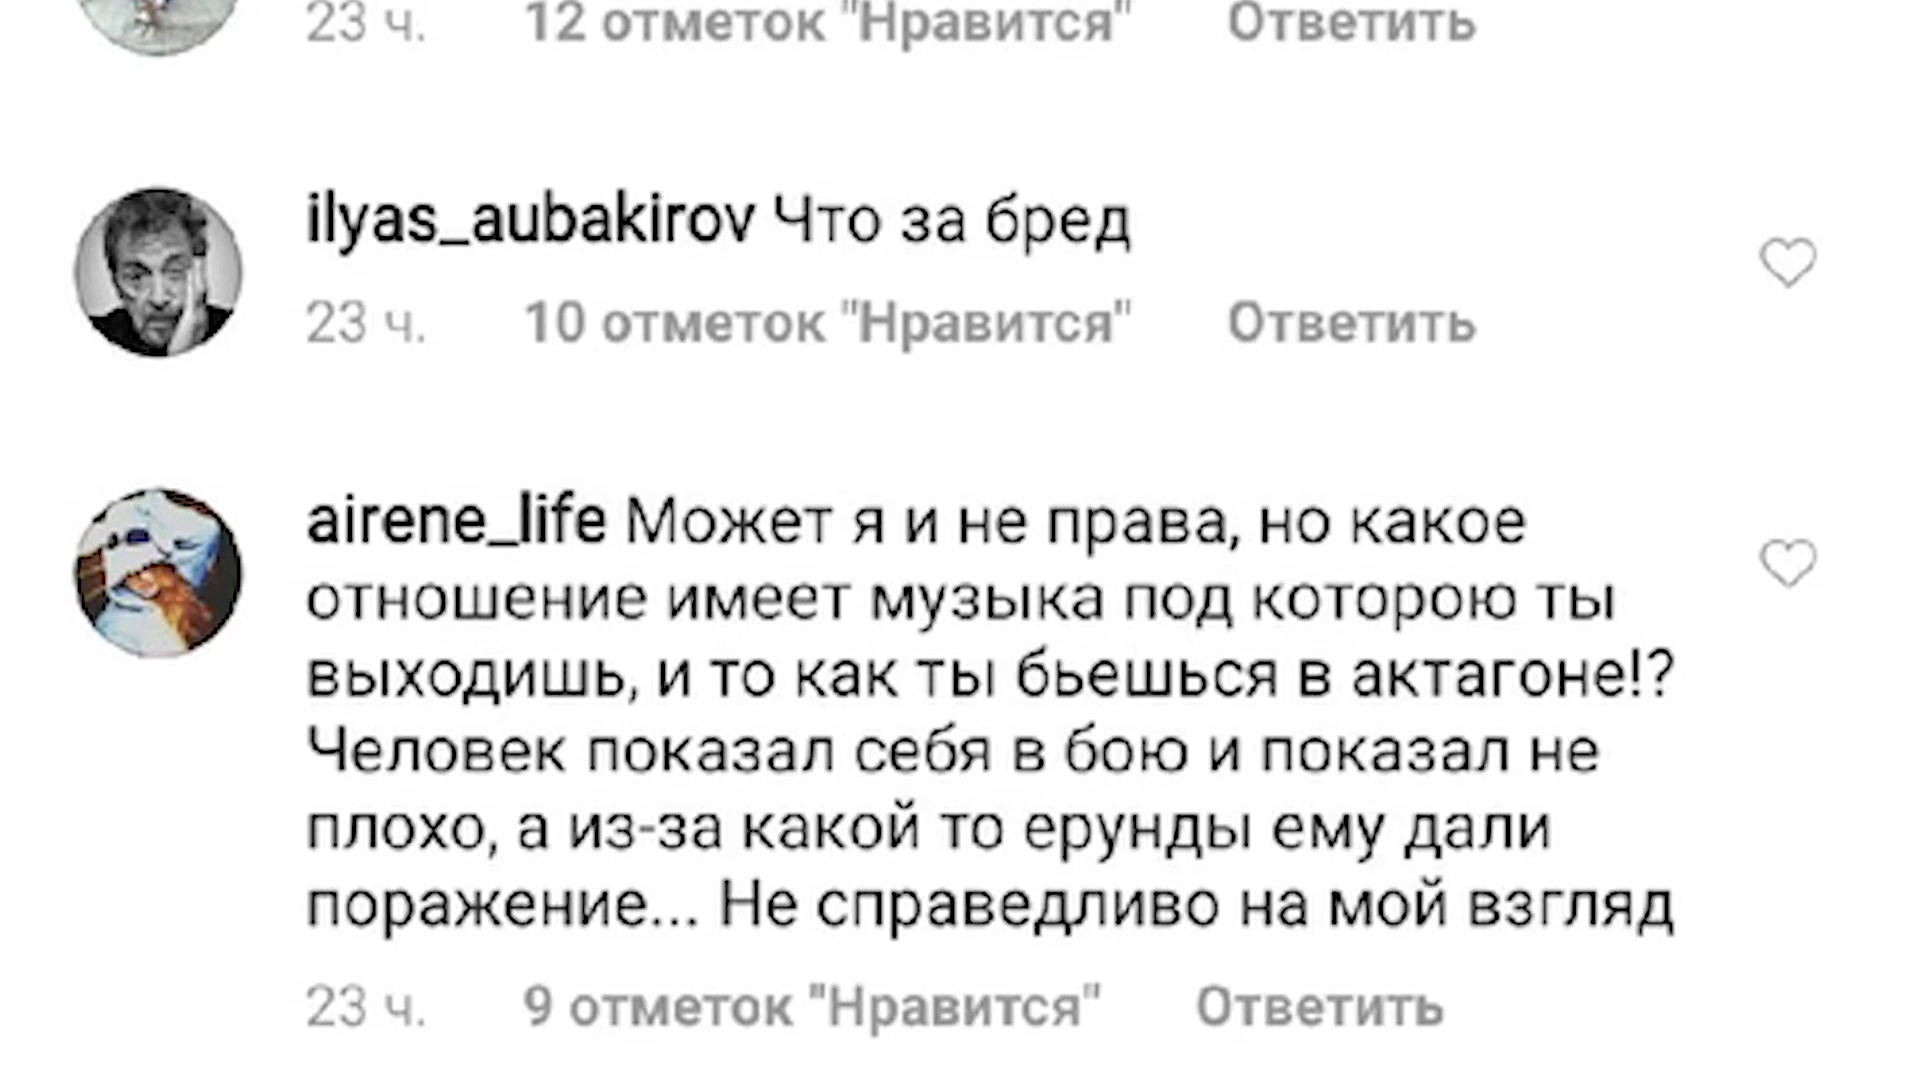 23 ч. 12 отметок "Нравится" Ответить
ilyas_aubakirov Что за бред
23 ч. 10 отметок "Нравится" Ответить
airene_life Может я и не права, но какое
отношение имеет музыка под которою ты
выходишь, и то как ты бьешься в актагоне!?
Человек показал себя в бою и показал не
плохо, а из-за какой то ерунды ему дали
поражение... Не справедливо на мой взгляд
23 ч. 9 отметок "Нравится" Ответить